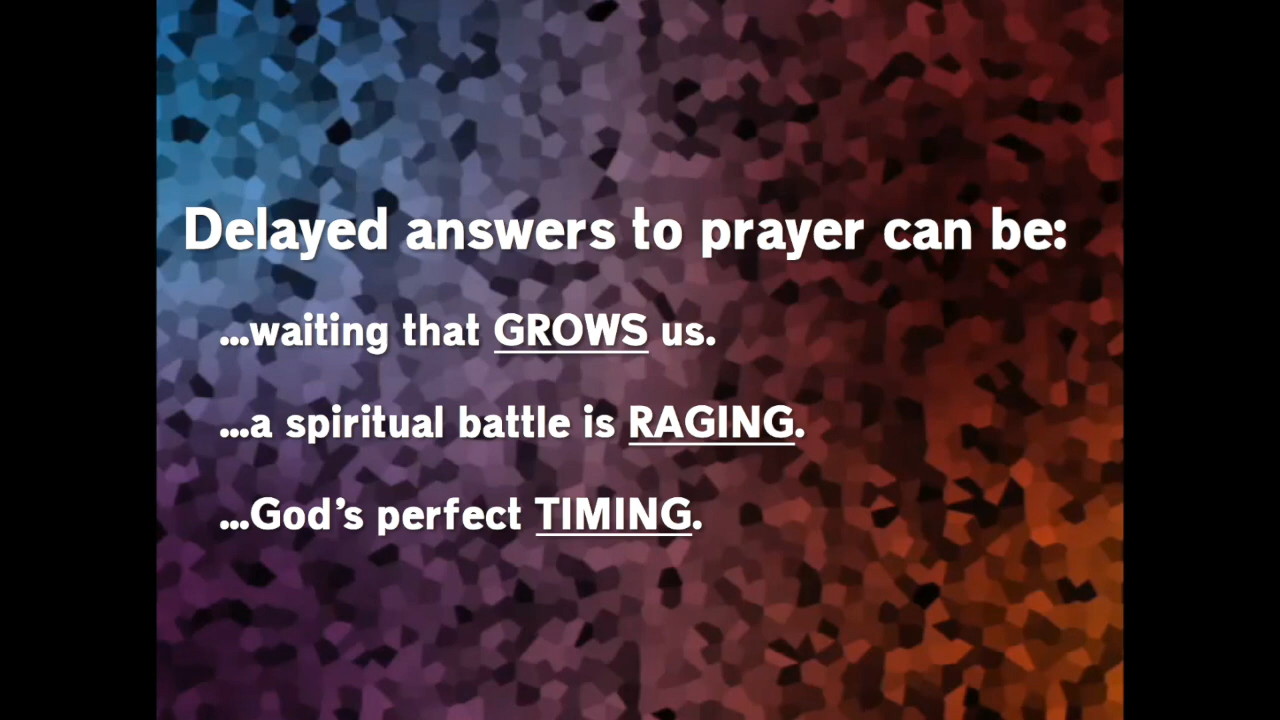 Delayed answers to prayer can be:
...waiting that GROWS us.
...a spiritual battle is RAGING.
...God’s perfect TIMING.